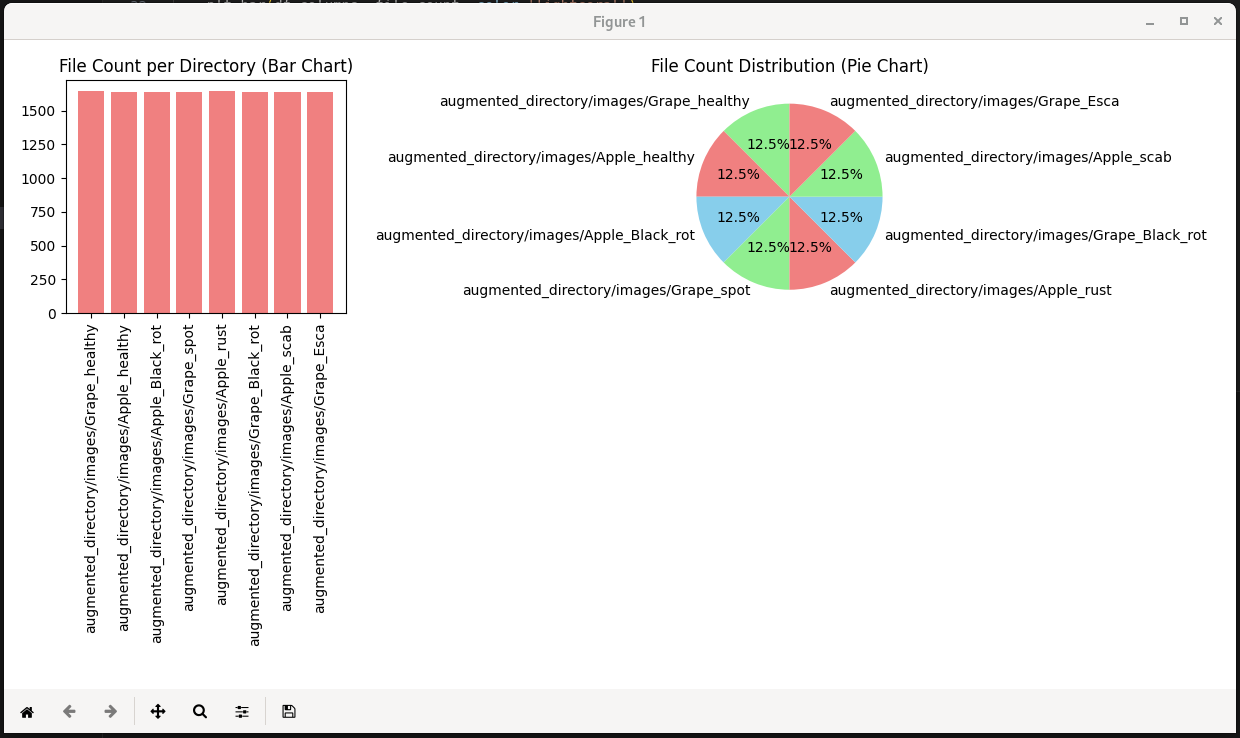 Figure 1
File Count per Directory (Bar Chart)
1500
1250
1000
750
500
250
0
augmented_directory/images/Grape_healthy
augmented_directory/images/Apple_healthy
augmented_directory/images/Apple_Black_rot
augmented_directory/images/Grape_spot
augmented_directory/images/Apple_rust
augmented_directory/images/Grape_Black_rot
augmented_directory/images/Apple_scab
augmented_directory/images/Grape_Esca
File Count Distribution (Pie Chart)
augmented_directory/images/Grape_healthy
augmented_directory/images/Grape_Esca
12.5%
12.5%
augmented_directory/images/Apple_healthy
augmented_directory/images/Apple_scab
12.5%
12.5%
12.5%
12.5%
augmented_directory/images/Apple_Black_rot
augmented_directory/images/Grape_Black_rot
12.5%
12.5%
augmented_directory/images/Grape_spot
augmented_directory/images/Apple_rust